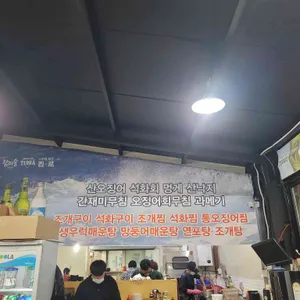 산오징어 석화회 멍게 산낙지
간재미무침 오징어회무침 과메기
조개구이 석화구이 조개찜 석화찜 통오징어찜
생우럭매운탕 망둥어매운탕 연포탕 조개탕